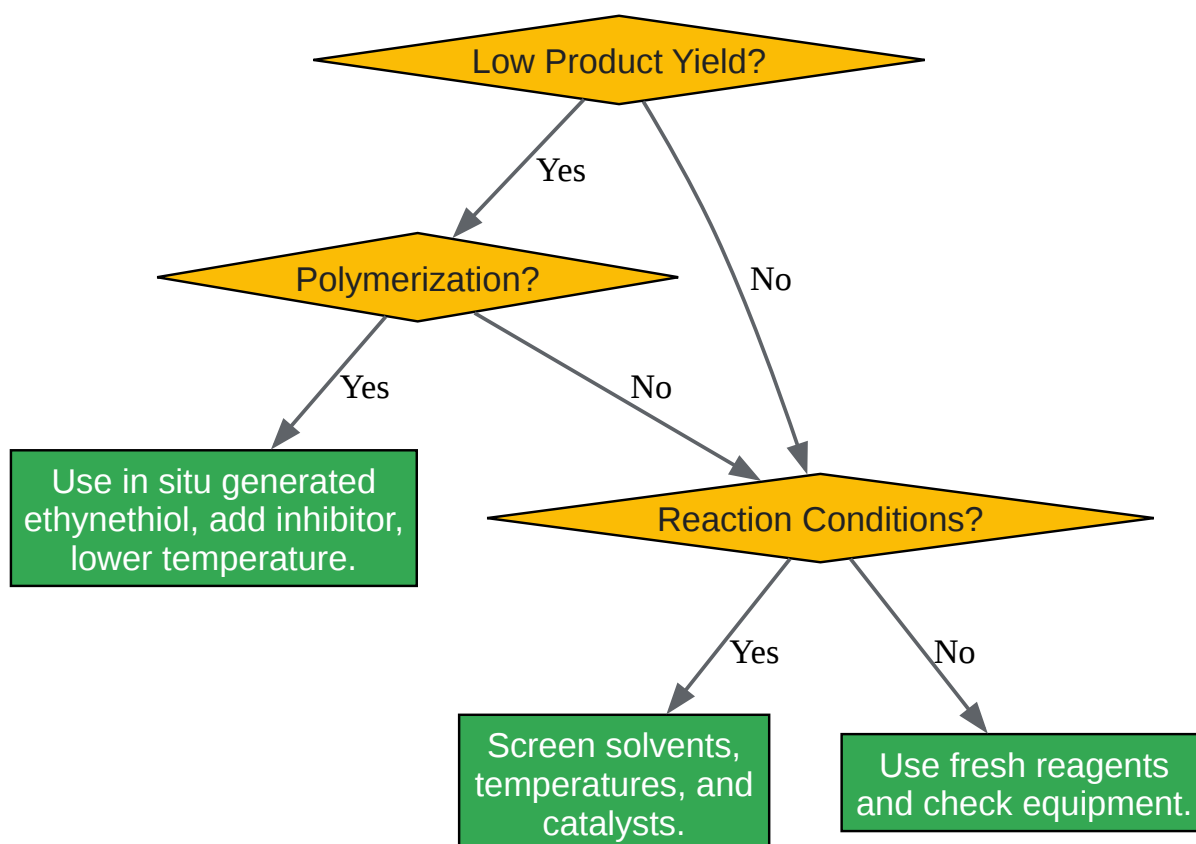 Low Product Yield?
Yes
No
Polymerization?
Yes
No
Use in situ generated
ethynethiol, add inhibitor,
lower temperature.
Reaction Conditions?
Yes
No
Screen solvents,
temperatures, and
catalysts.
Use fresh reagents
and check equipment.